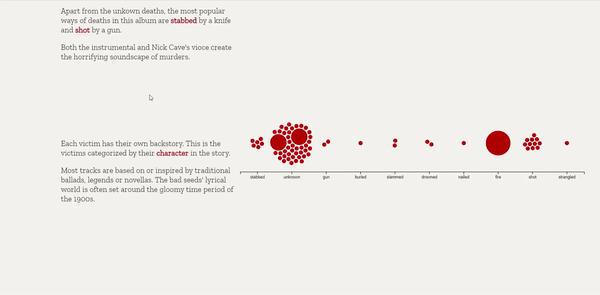 Apart from the unkown deaths, the most popular
ways of deaths in this album are stabbed by a knife
and shot by a gun.
Both the instrumental and Nick Cave's vioce create
the horrifying soundscape of murders.
Each victim has their own backstory. This is the
victims categorized by their character in the story.
Most tracks are based on or inspired by traditional
ballads, legends or novellas. The bad seeds' lyrical
world is often set around the gloomy time period of
the 1900s.
stabbed unknown gun buried slammed drowned nailed fire shot strangled